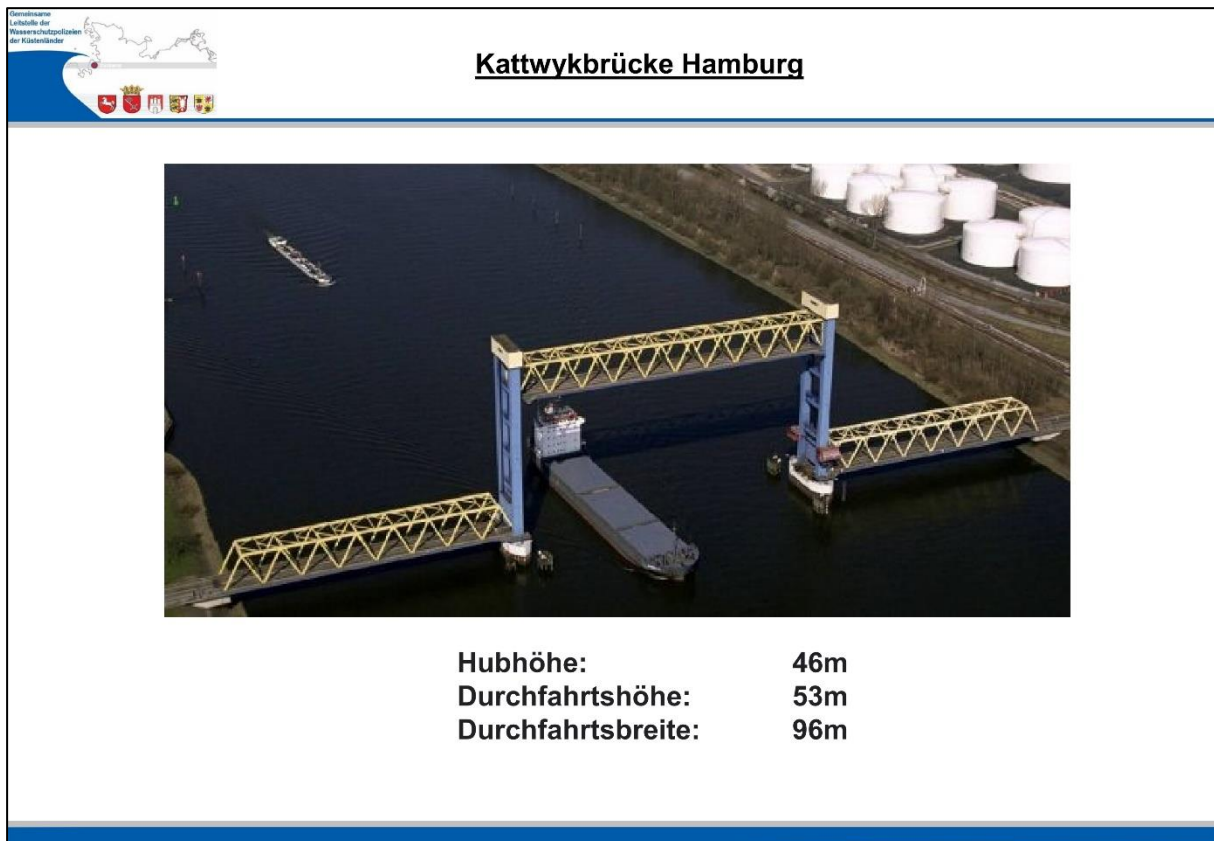 Gemeinsame
Leitstelle der
Wasserschutzpolizeien
der Küstenländer
Kattwykbrücke Hamburg
Hubhöhe: 46m
Durchfahrtshöhe: 53m
Durchfahrtsbreite: 96m